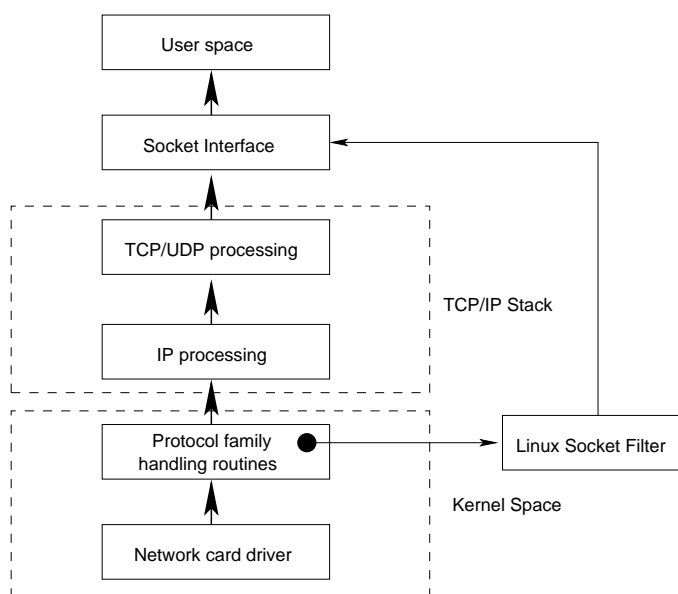 User space
Socket Interface
TCP/UDP processing
TCP/IP Stack
IP processing
Protocol family
handling routines
Linux Socket Filter
Kernel Space
Network card driver